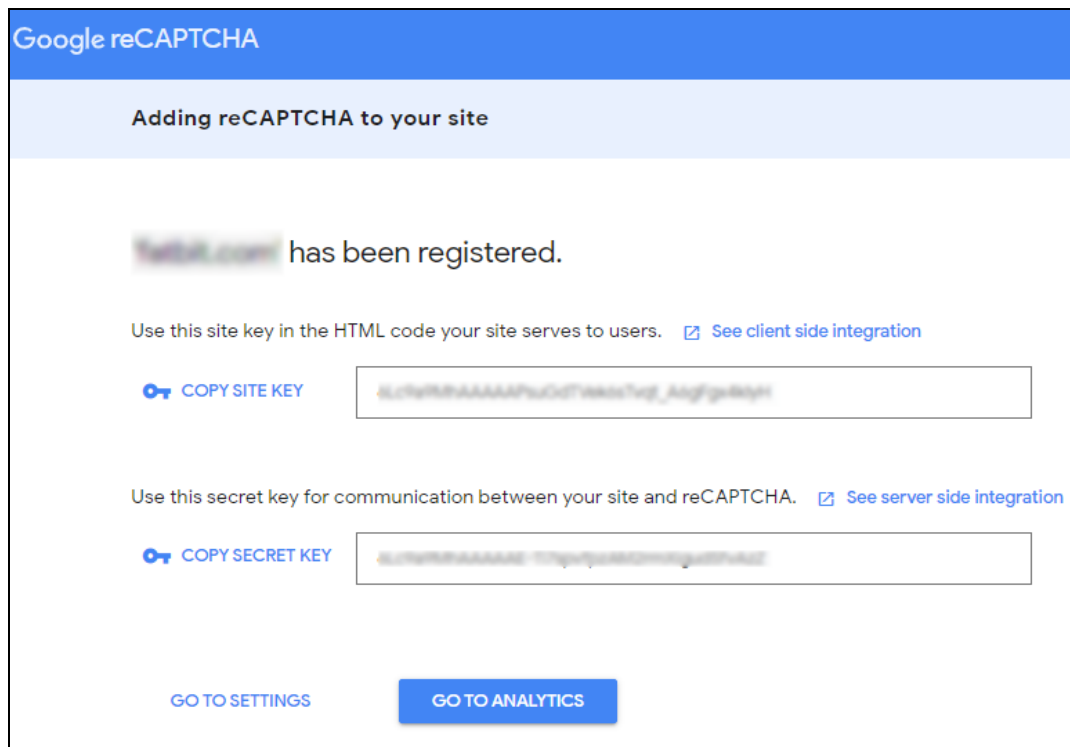 Google reCAPTCHA
Adding reCAPTCHA to your site
has been registered.
Use this site key in the HTML code your site serves to users. See client side integration
COPY SITE KEY
Use this secret key for communication between your site and reCAPTCHA. See server side integration
COPY SECRET KEY
GO TO SETTINGS GO TO ANALYTICS